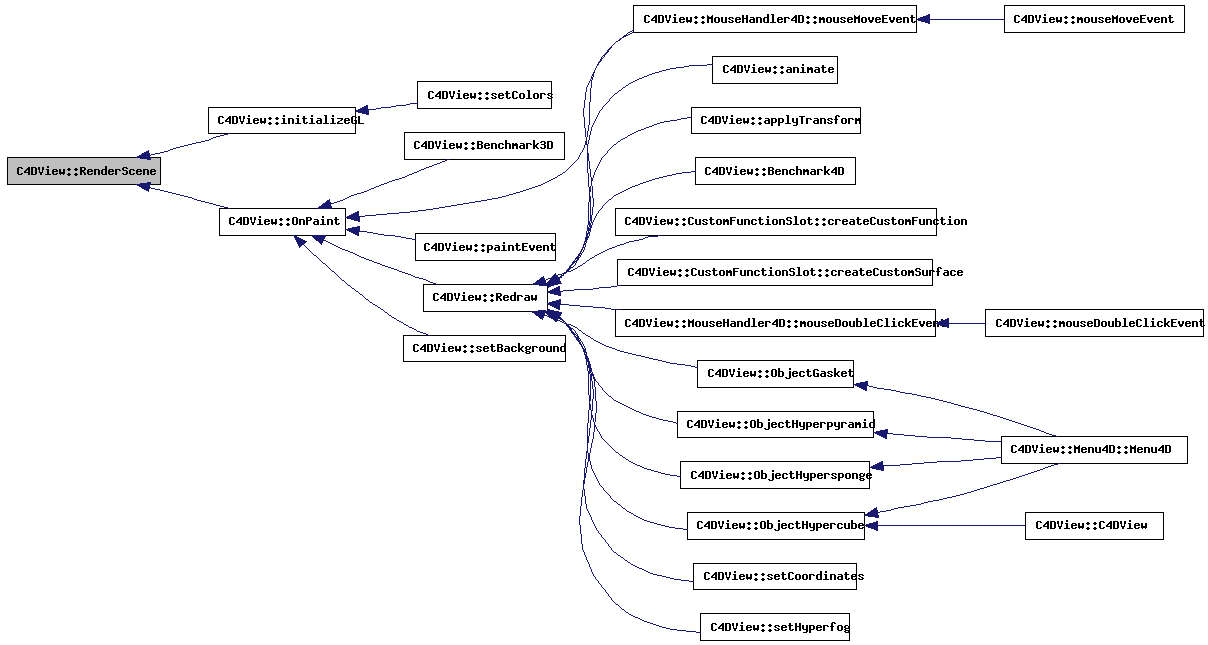 C4DView::MouseHandler4D::mouseMoveEvent
C4DView::mouseMoveEvent
C4DView::animate
C4DView::setColors
C4DView::initializeGL
C4DView::applyTransform
C4DView::Benchmark3D
C4DView::RenderScene
C4DView::Benchmark4D
C4DView::OnPaint
C4DView::CustomFunctionSlot::createCustomFunction
C4DView::paintEvent
C4DView::CustomFunctionSlot::createCustomSurface
C4DView::Redraw
C4DView::MouseHandler4D::mouseDoubleClickEvent
C4DView::mouseDoubleClickEvent
C4DView::setBackground
C4DView::ObjectGasket
C4DView::ObjectHyperpyramid
C4DView::Menu4D::Menu4D
C4DView::ObjectHypersponge
C4DView::ObjectHypercube
C4DView::C4DView
C4DView::setCoordinates
C4DView::setHyperfog